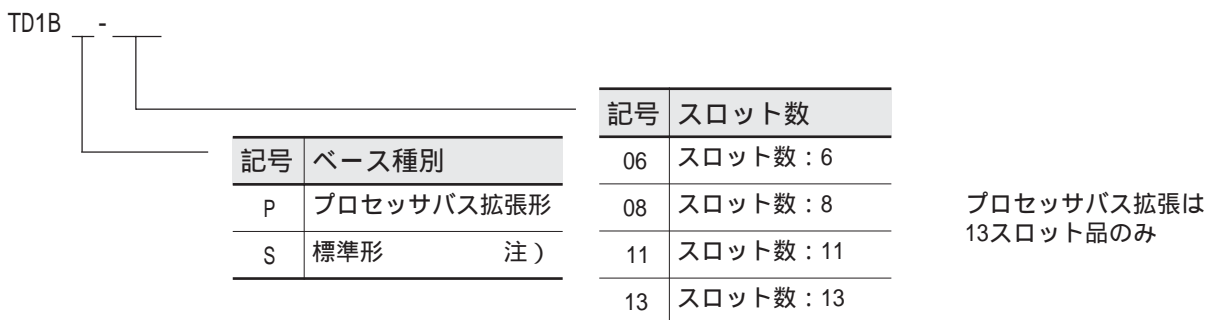 TD1B __-___
記号 スロット数
06 スロット数：6
08 スロット数：8
11 スロット数：11
13 スロット数：13
記号 ベース種別
P プロセッサバス拡張形
S 標準形 注）
プロセッサバス拡張は
13スロット品のみ